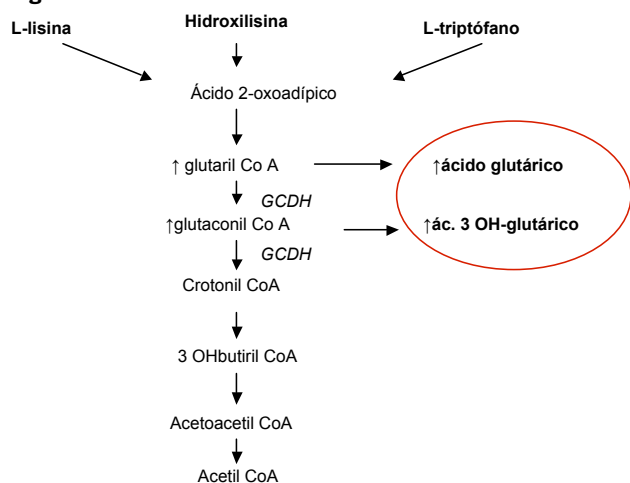 L-lisina Hidroxilisina L-triptófano
Ácido 2-oxoadípico
↑ glutaril Co A ↑ácido glutárico
GCDH
↑glutaconil Co A ↑ác. 3 OH-glutárico
GCDH
Crotonil CoA
3 OHbutiril CoA
Acetoacetil CoA
Acetil CoA